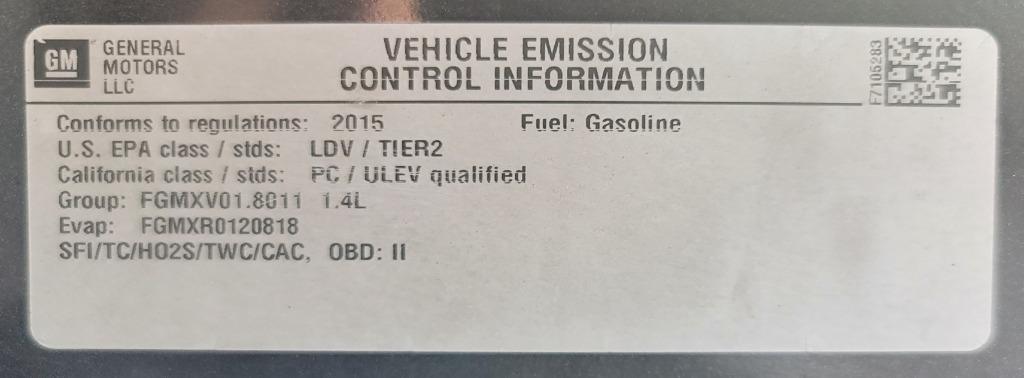 GM
GENERAL
MOTORS
LLC
VEHICLE EMISSION
CONTROL INFORMATION
F7105283
Conforms to regulations: 2015 Fuel: Gasoline
U.S. EPA class / stds: LDV / TIER2
California class / stds: PC / ULEV qualified
Group: FGMXV01.8011 1.4L
Evap: FGMXR0120818
SFI/TC/HO2S/TWC/CAC, OBD: II